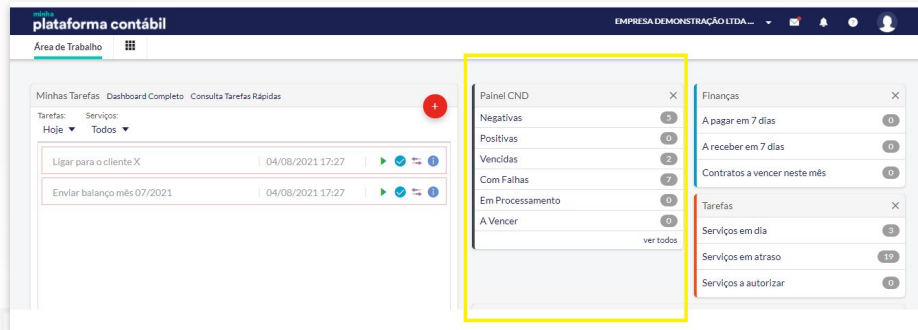 minha
plataforma contábil
EMPRESA DEMONSTRAÇÃO LTDA ...
Área de Trabalho
Minhas Tarefas Dashboard Completo Consulta Tarefas Rápidas
+
Tarefas: Serviços:
Hoje Todos
Ligar para o cliente X 04/08/2021 17:27
Enviar balanço mês 07/2021 04/08/2021 17:27
Painel CND
Negativas 5
Positivas 0
Vencidas 2
Com Falhas 7
Em Processamento 0
A Vencer 0
ver todos
Finanças
A pagar em 7 dias 0
A receber em 7 dias 0
Contratos a vencer neste mês 0
Tarefas
Serviços em dia 3
Serviços em atraso 19
Serviços a autorizar 0